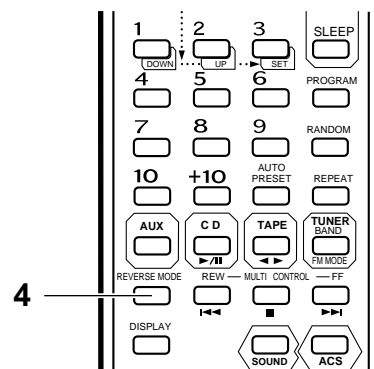 1 2 3 SLEEP
DOWN UP SET
4 5 6 PROGRAM
7 8 9 RANDOM
10 +10 AUTO PRESET REPEAT
AUX CD TAPE TUNER
BAND
►/II ◄ ► FM MODE
REVERSE MODE REW MULTI CONTROL FF
4
I◄◄ ■ ►►I
DISPLAY
SOUND ACS